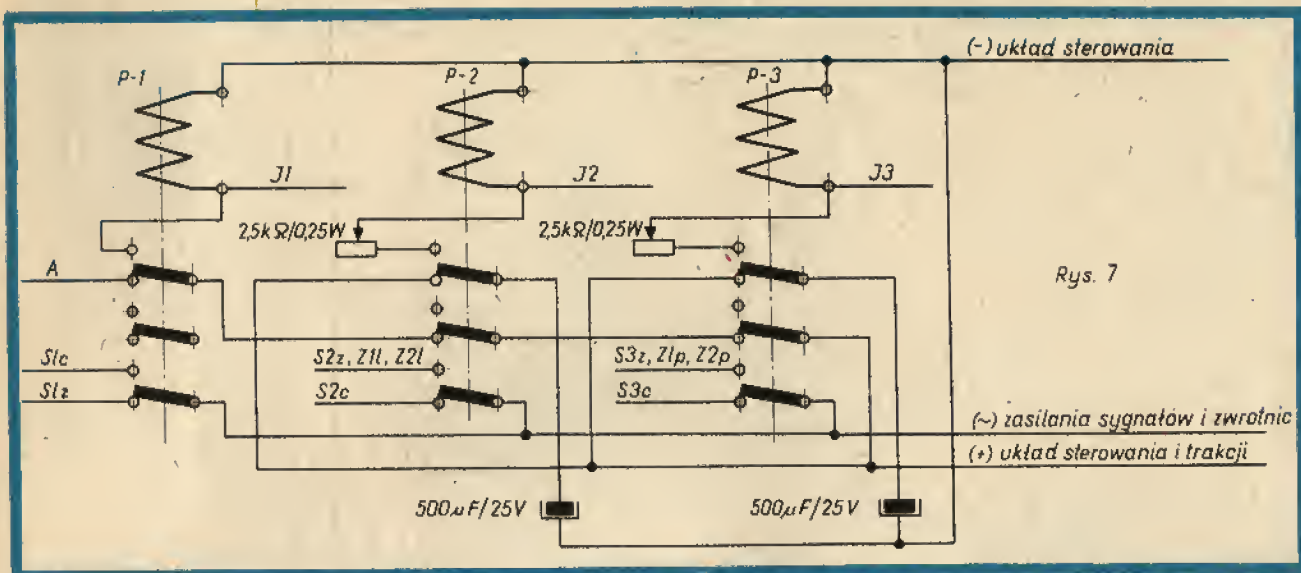 (-) układ sterowania
P-1
P-2
P-3
J1
J2
J3
2,5kΩ/0,25W
2,5kΩ/0,25W
A
Rys. 7
S1c
S2z, Z1l, Z2l
S3z, Z1p, Z2p
S1z
S2c
S3c
(~) zasilania sygnałów i zwrotnic
(+) układ sterowania i trakcji
500µF/25V
500µF/25V